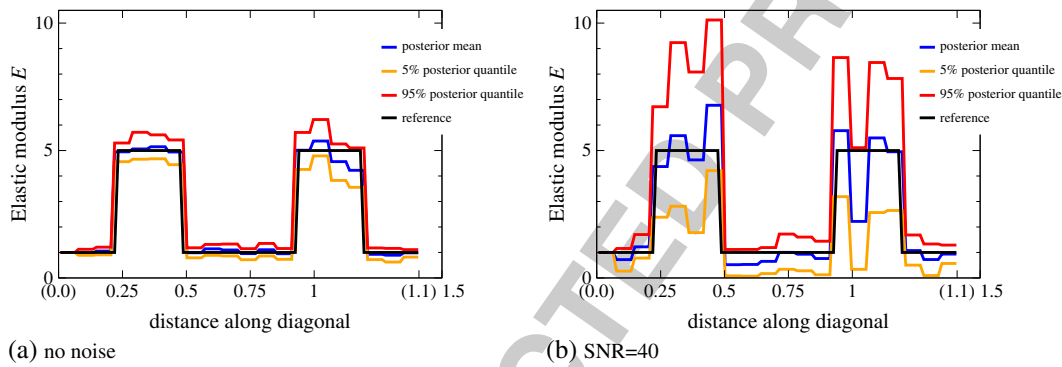 10
5
0
Elastic modulus E
posterior mean
5% posterior quantile
95% posterior quantile
reference
(0.0) 0.25 0.5 1 (1.1) 1.5
distance along diagonal
(a) no noise
10
5
0
Elastic modulus E
posterior mean
5% posterior quantile
95% posterior quantile
reference
(0.0) 0.25 0.5 0.75 1 (1.1) 1.5
distance along diagonal
(b) SNR=40
CTED PR